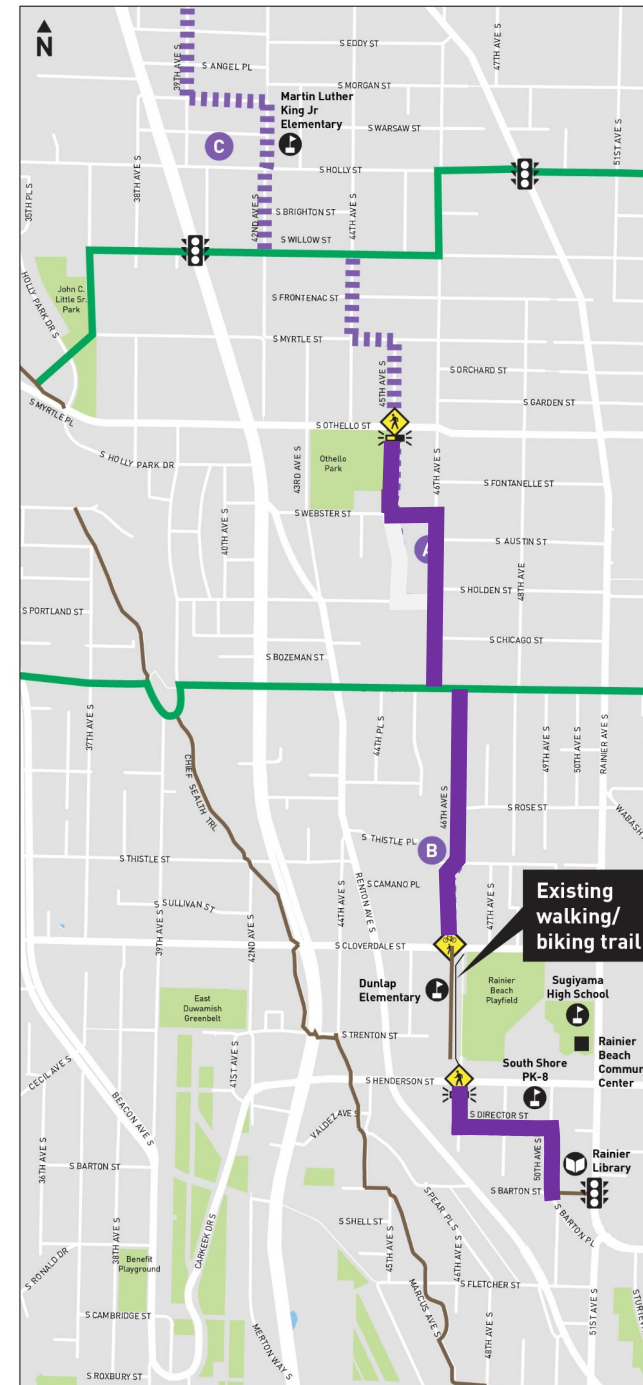 N
39TH AVE S
S EDDY ST
47TH AVE S
S ANGEL PL
S MORGAN ST
Martin Luther
King Jr
Elementary
S WARSAW ST
C
38TH AVE S
S HOLLY ST
51ST AVE S
35TH PL S
42ND AVE S
S BRIGHTON ST
44TH AVE S
S WILLOW ST
HOLLY PARK DR S
John C.
Little Sr.
Park
S FRONTENAC ST
S MYRTLE ST
S ORCHARD ST
45TH AVE S
S GARDEN ST
S MYRTLE PL
S OTHELLO ST
S HOLLY PARK DR
43RD AVE S
Othello
Park
46TH AVE S
S FONTANELLE ST
40TH AVE S
S WEBSTER ST
S AUSTIN ST
A
48TH AVE
S HOLDEN ST
S PORTLAND ST
S CHICAGO ST
S BOZEMAN ST
37TH AVE S
44TH PL S
49TH AVE S
50TH AVE S
RAINIER AVE S
CHIEF SEALTH TRL
46TH AVE S
S ROSE ST
WABASH
S THISTLE PL
B
S THISTLE ST
RENTON AVE S
S CAMANO PL
47TH AVE S
Existing
walking/
biking trail
S SULLIVAN ST
39TH AVE S
42ND AVE S
44TH AVE S
S CLOVERDALE ST
Dunlap
Elementary
Rainier
Beach
Playfield
Sugiyama
High School
East
Duwamish
Greenbelt
S TRENTON ST
Rainier
Beach
Commun
Center
South Shore
PK-8
CECIL AVE S
BEACON AVE S
41ST AVE S
S HENDERSON ST
VALDEZ AVE S
S DIRECTOR ST
36TH AVE S
S BARTON ST
50TH AVE S
Rainier
Library
S BARTON ST
S BARTON PL
38TH AVE S
CARKEEK DR S
S SHELL ST
45TH AVE S
SPEAR PL S
46TH AVE S
S RONALD DR
Benefit
Playground
S FLETCHER ST
MARCUS AVE S
48TH AVE S
51ST AVE S
STURTEV
S CAMBRIDGE ST
MERTON WAY S
S ROXBURY ST